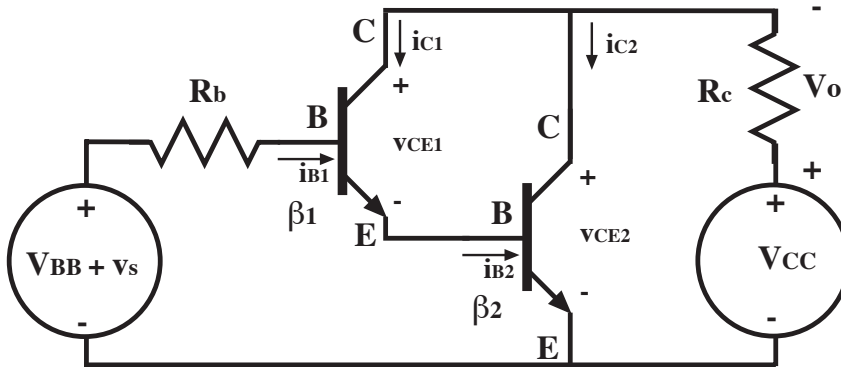 C
iC1
iC2
-
Rb
+
Rc
Vo
B
C
vCE1
iB1
+
+
-
β1
B
+
+
E
vCE2
VBB + vs
iB2
VCC
-
β2
-
-
E